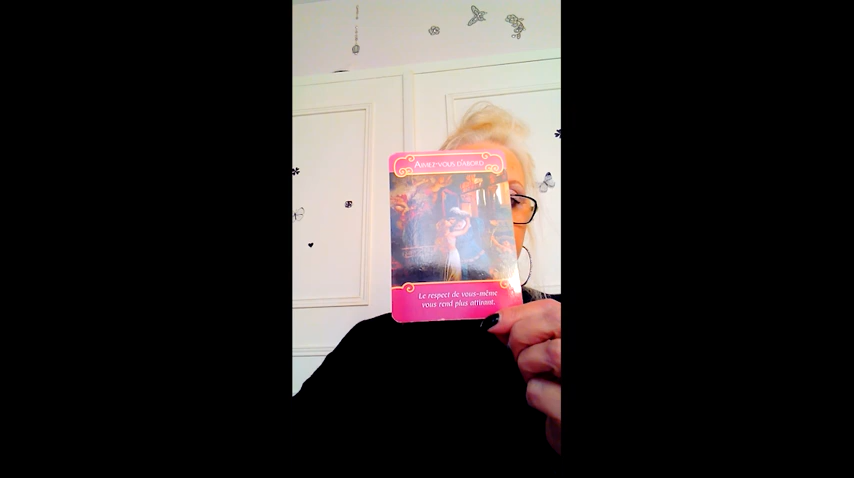 AIMEZ-VOUS D'ABORD
Le respect de vous-même
vous rend plus attirant.